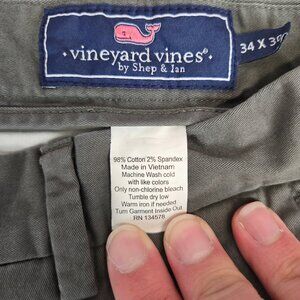 vineyard vines®
by Shep & Ian
34 X
98% Cotton 2% Spandex
Made in Vietnam
Machine Wash cold
with like colors
Only non-chlorine bleach
Tumble dry low
Warm iron if needed
Turn Garment Inside Out
RN 134578